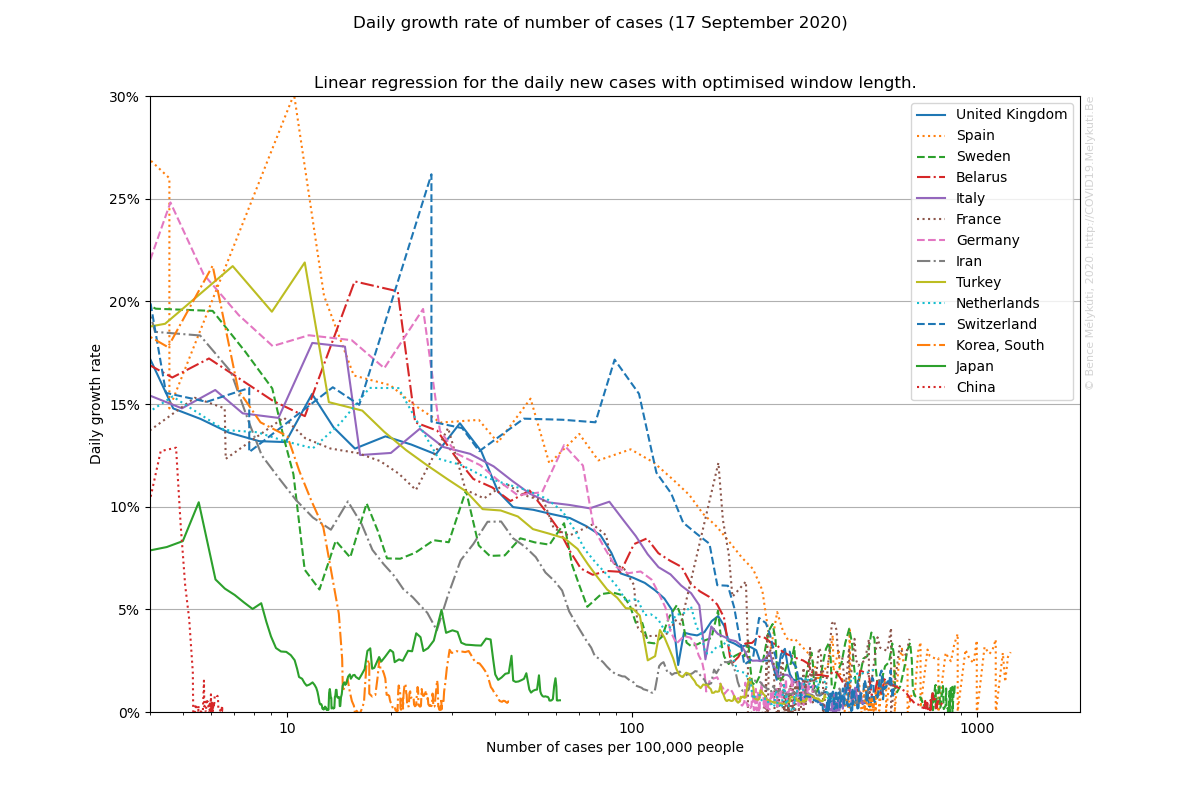 Daily growth rate of number of cases (17 September 2020)
Linear regression for the daily new cases with optimised window length.
30%
25%
20%
15%
10%
5%
0%
Daily growth rate
10
100
1000
Number of cases per 100,000 people
United Kingdom
Spain
Sweden
Belarus
Italy
France
Germany
Iran
Turkey
Netherlands
Switzerland
Korea, South
Japan
China
© Bence Mélykúti, 2020. http://COVID19.Melykuti.Be